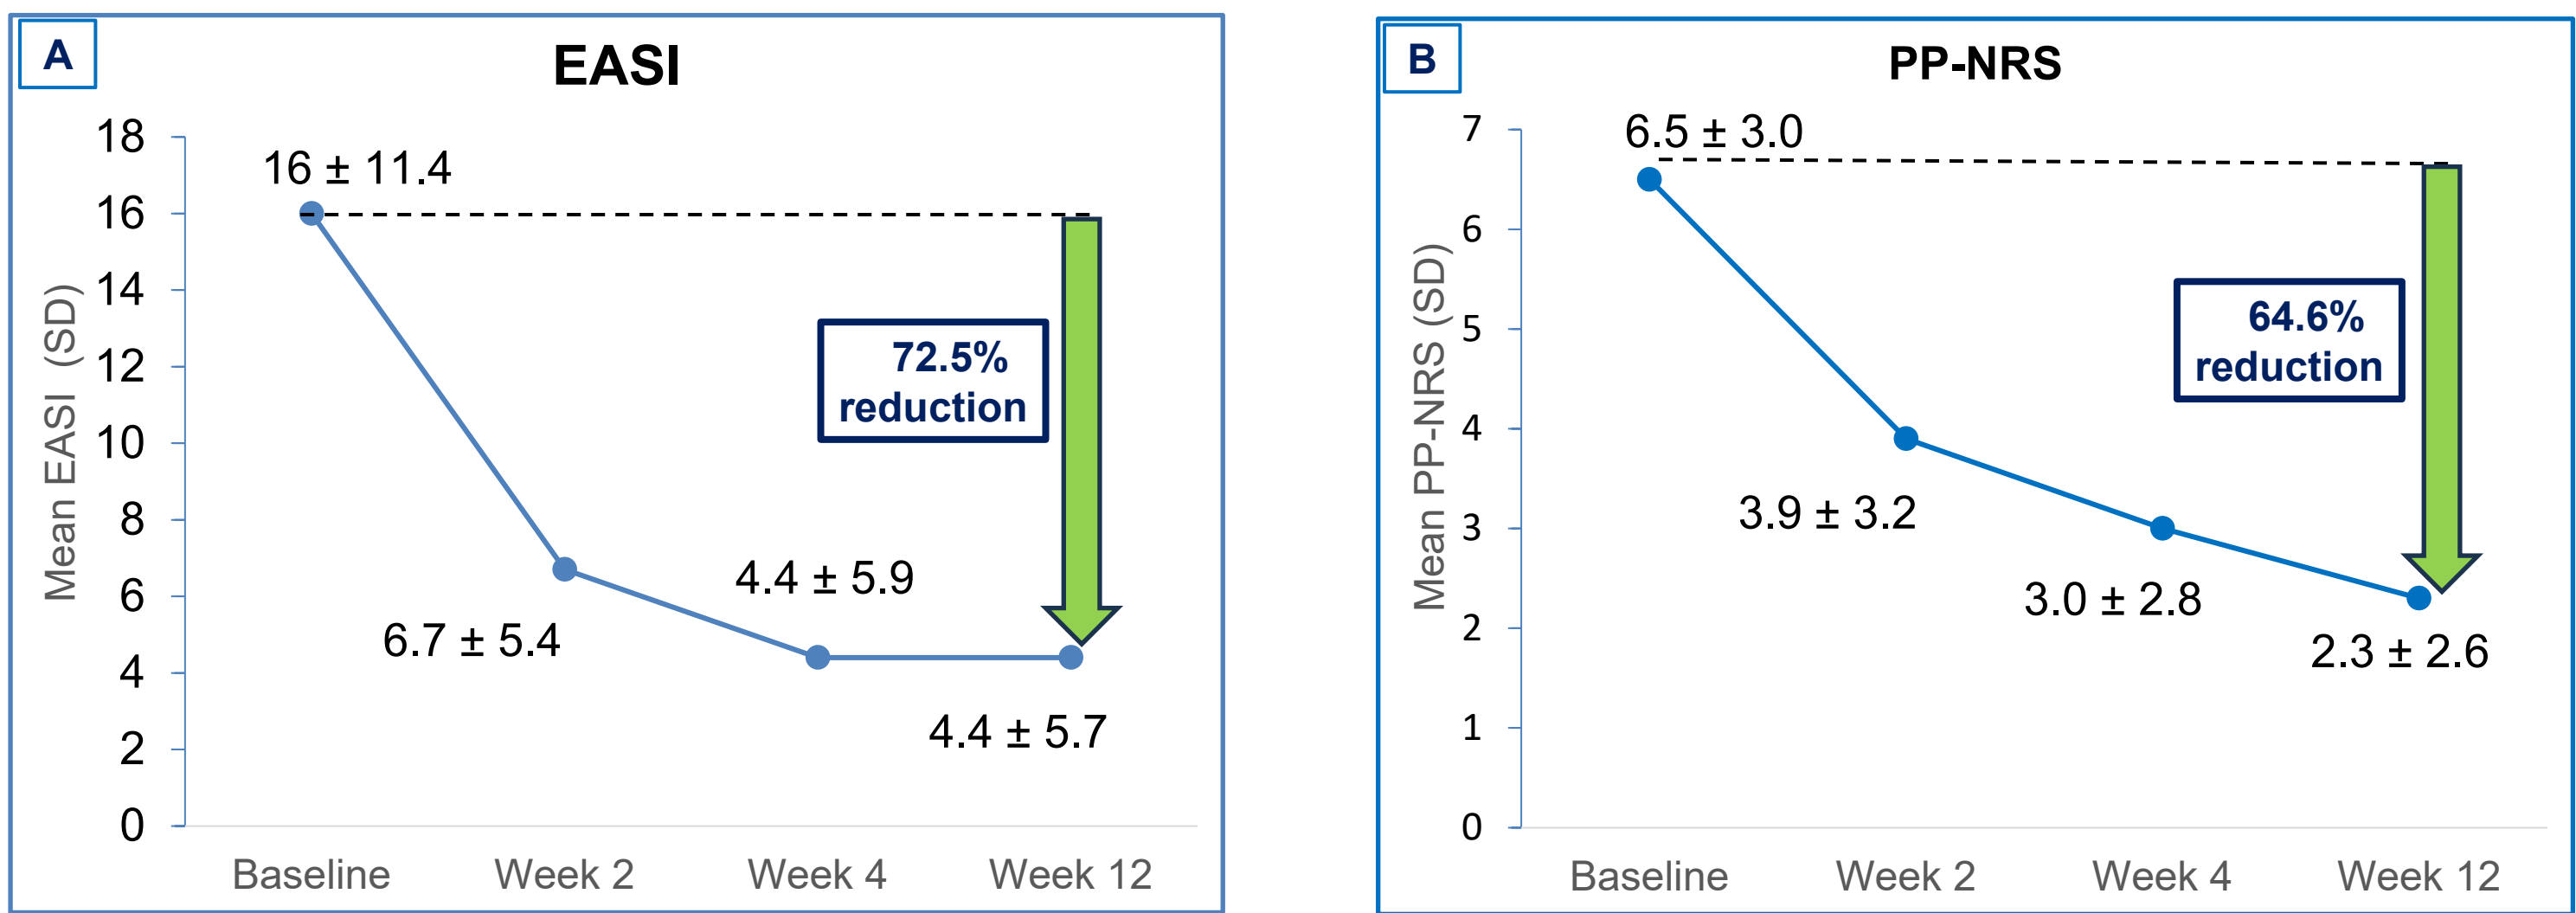 A
EASI
Mean EASI (SD)
18
16
14
12
10
8
6
4
2
0
16 ± 11.4
6.7 ± 5.4
4.4 ± 5.9
4.4 ± 5.7
72.5%
reduction
Baseline
Week 2
Week 4
Week 12
B
PP-NRS
Mean PP-NRS (SD)
7
6
5
4
3
2
1
0
6.5 ± 3.0
3.9 ± 3.2
3.0 ± 2.8
2.3 ± 2.6
64.6%
reduction
Baseline
Week 2
Week 4
Week 12